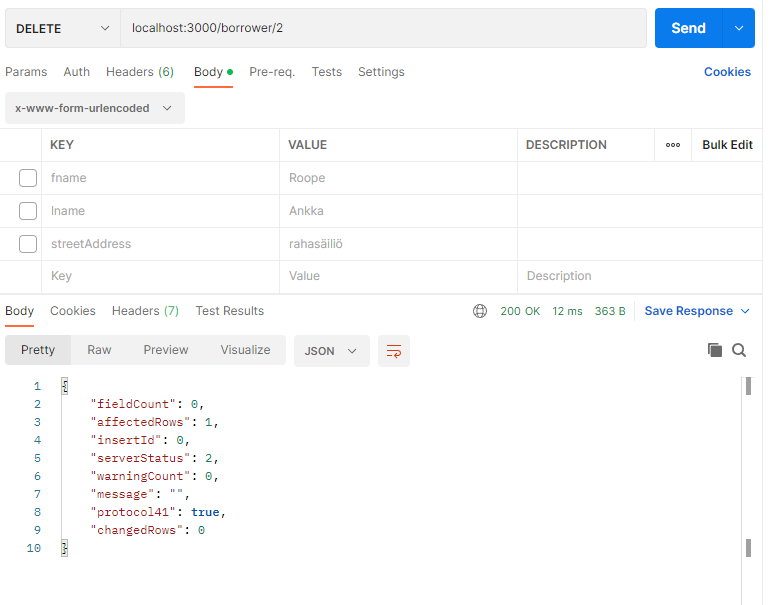 DELETE localhost:3000/borrower/2 Send
Params Auth Headers (6) Body Pre-req. Tests Settings Cookies
x-www-form-urlencoded
KEY VALUE DESCRIPTION ooo Bulk Edit
fname Roope
lname Ankka
streetAddress rahasäiliö
Key Value Description
Body Cookies Headers (7) Test Results 200 OK 12 ms 363 B Save Response
Pretty Raw Preview Visualize JSON
1 {
2 "fieldCount": 0,
3 "affectedRows": 1,
4 "insertId": 0,
5 "serverStatus": 2,
6 "warningCount": 0,
7 "message": "",
8 "protocol41": true,
9 "changedRows": 0
10 }